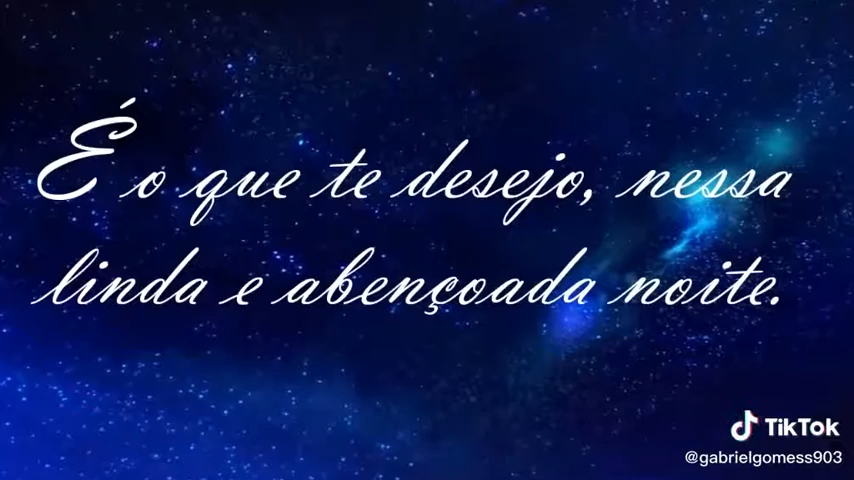 É o que te desejo, nessa
linda e abençoada noite.
TikTok
@gabrielgomess903